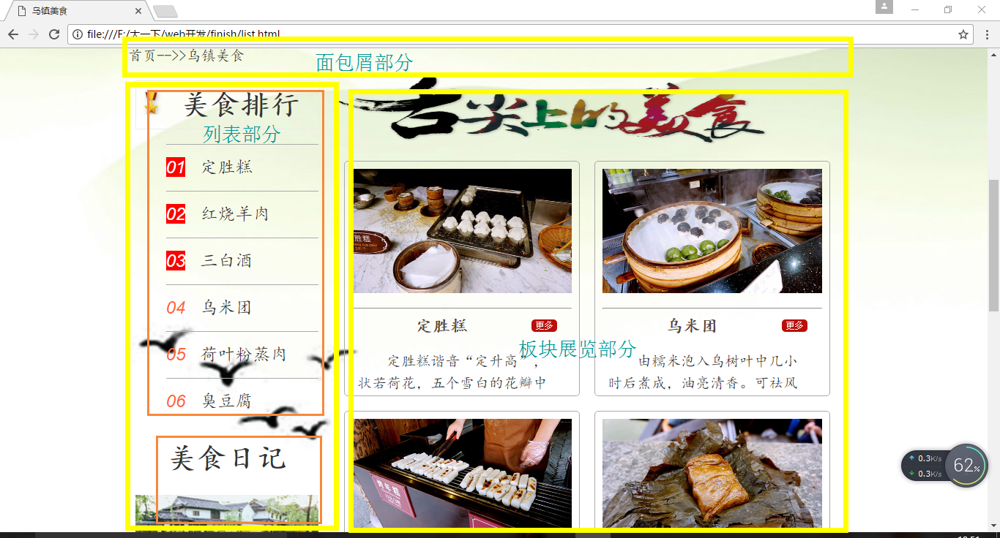 乌镇美食
file:///F:/大一下/web开发/finish/list.html
首页-->>乌镇美食
面包屑部分
美食排行
列表部分
01 定胜糕
02 红烧羊肉
03 三白酒
04 乌米团
05 荷叶粉蒸肉
06 臭豆腐
美食日记
舌尖上的美食
胜糕
定胜糕 更多
定胜糕谐音“定升高”，
状若荷花，五个雪白的花瓣中
乌米团 更多
由糯米泡入乌树叶中几小
时后煮成，油亮清香。可祛风
板块展览部分
烤年糕
0.3K/s
0.3K/s
62%